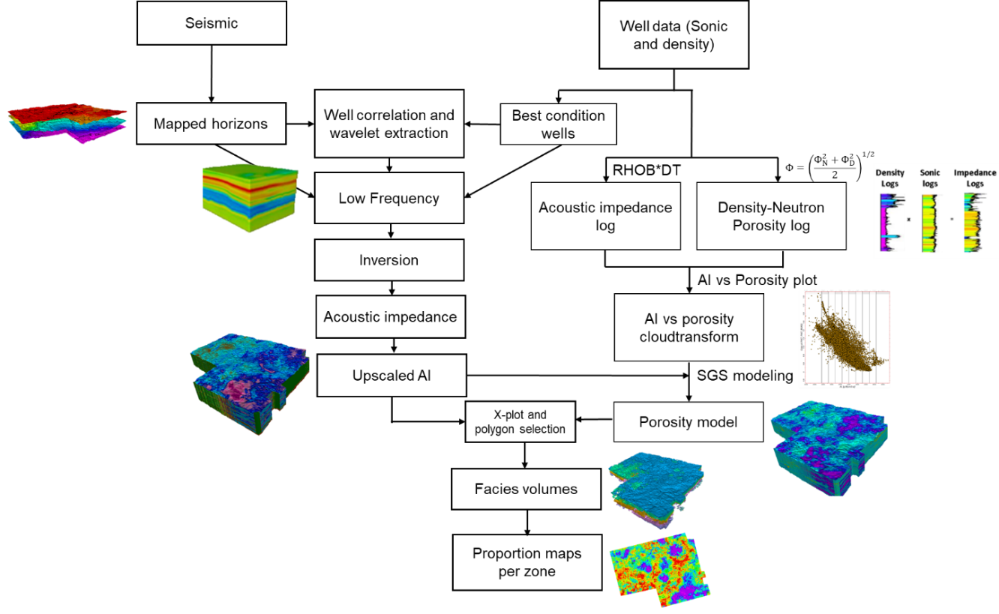 Seismic
Well data (Sonic
and density)
Mapped horizons
Well correlation and
wavelet extraction
Best condition
wells
RHOB*DT
Φ = ((Φ_N^2 + Φ_D^2) / 2)^1/2
Density
Logs
Sonic
logs
Impedance
Logs
Low Frequency
Acoustic impedance
log
Density-Neutron
Porosity log
Inversion
AI vs Porosity plot
Acoustic impedance
AI vs porosity
cloudtransform
Upscaled AI
SGS modeling
X-plot and
polygon selection
Porosity model
Facies volumes
Proportion maps
per zone